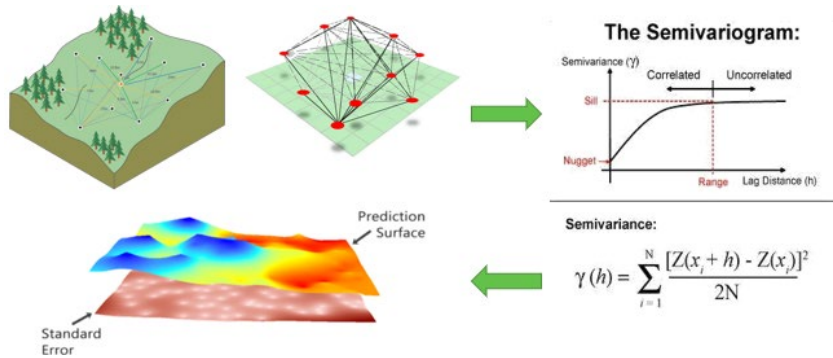 The Semivariogram:
Semivariance (γ)
Correlated
Uncorrelated
Sill
Nugget
Range
Lag Distance (h)
Prediction
Surface
Standard
Error
Semivariance:
γ (h) = N ∑ i = 1 [Z(xᵢ + h) - Z(xᵢ)]² / 2N